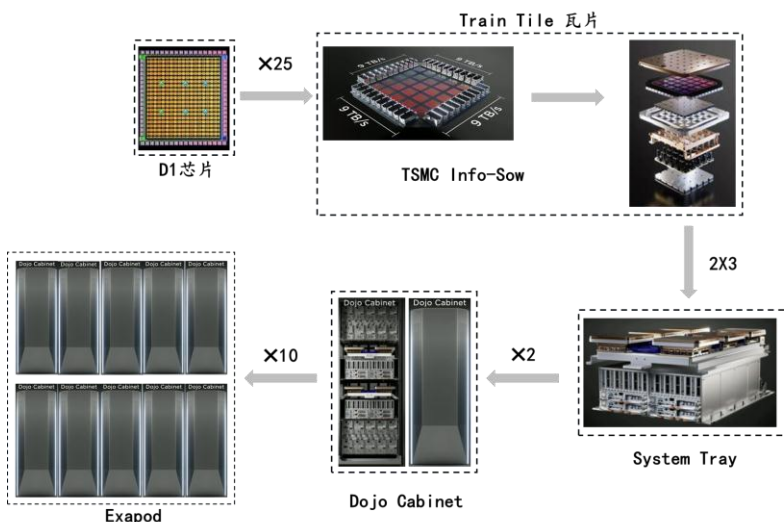 Train Tile 瓦片
×25
9 TB/s
9 TB/s
9 TB/s
9 TB/s
D1芯片
TSMC Info-Sow
2X3
Dojo Cabinet
Dojo Cabinet
Dojo Cabinet
Dojo Cabinet
Dojo Cabinet
Dojo Cabinet
Dojo Cabinet
×10
×2
Dojo Cabinet
Dojo Cabinet
Dojo Cabinet
Dojo Cabinet
Dojo Cabinet
System Tray
Dojo Cabinet
Exapod